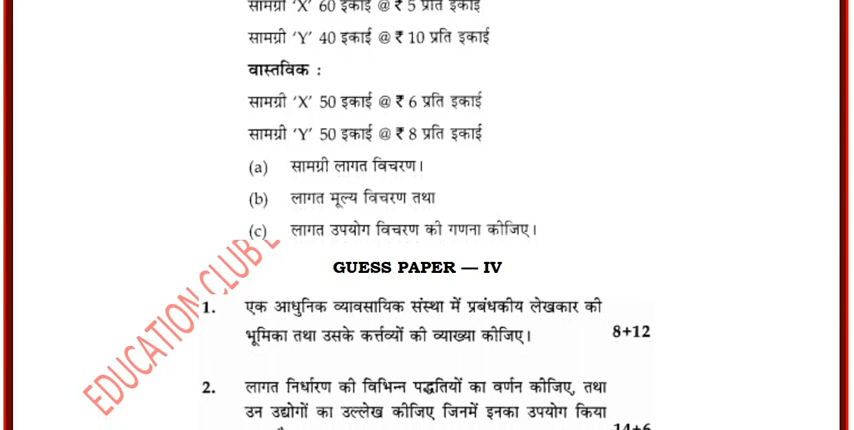 सामग्री ‘X’ 60 इकाई @ ₹ 5 प्रति इकाई
सामग्री ‘Y’ 40 इकाई @ ₹ 10 प्रति इकाई
वास्तविक :
सामग्री ‘X’ 50 इकाई @ ₹ 6 प्रति इकाई
सामग्री ‘Y’ 50 इकाई @ ₹ 8 प्रति इकाई
(a) सामग्री लागत विचरण।
(b) लागत मूल्य विचरण तथा
(c) लागत उपयोग विचरण की गणना कीजिए।
EDUCATION CLUB
GUESS PAPER — IV
1. एक आधुनिक व्यावसायिक संस्था में प्रबंधकीय लेखकार की
भूमिका तथा उसके कर्त्तव्यों की व्याख्या कीजिए। 8+12
2. लागत निर्धारण की विभिन्न पद्धतियों का वर्णन कीजिए, तथा
उन उद्योगों का उल्लेख कीजिए जिनमें इनका उपयोग किया
14+6